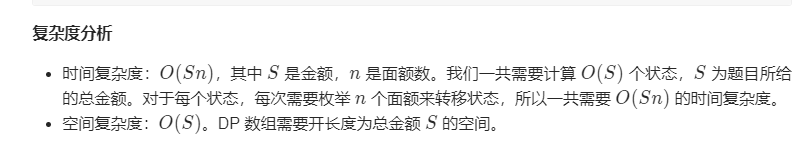 复杂度分析
• 时间复杂度：O(Sn)，其中 S 是金额，n 是面额数。我们一共需要计算 O(S) 个状态，S 为题目所给
的总金额。对于每个状态，每次需要枚举 n 个面额来转移状态，所以一共需要 O(Sn) 的时间复杂度。
• 空间复杂度：O(S)。DP 数组需要开长度为总金额 S 的空间。